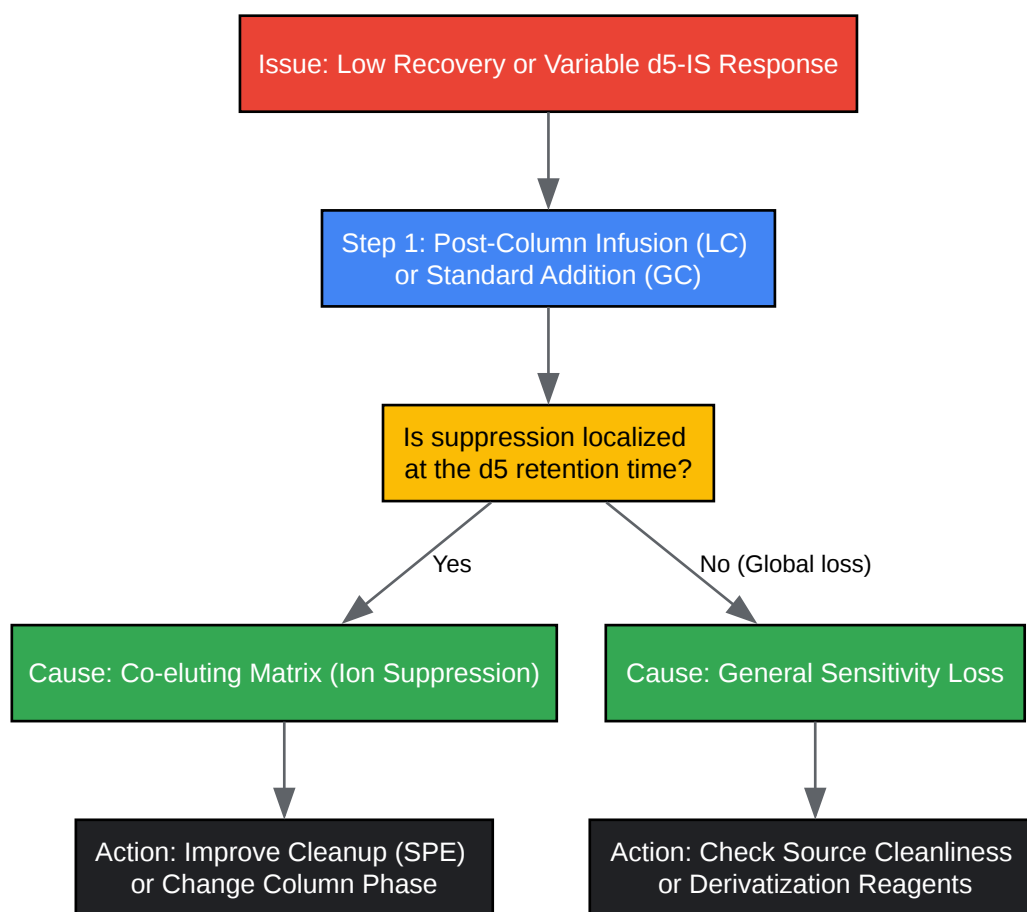 Issue: Low Recovery or Variable d5-IS Response
Step 1: Post-Column Infusion (LC)
or Standard Addition (GC)
Is suppression localized
at the d5 retention time?
Yes
No (Global loss)
Cause: Co-eluting Matrix (Ion Suppression)
Cause: General Sensitivity Loss
Action: Improve Cleanup (SPE)
or Change Column Phase
Action: Check Source Cleanliness
or Derivatization Reagents